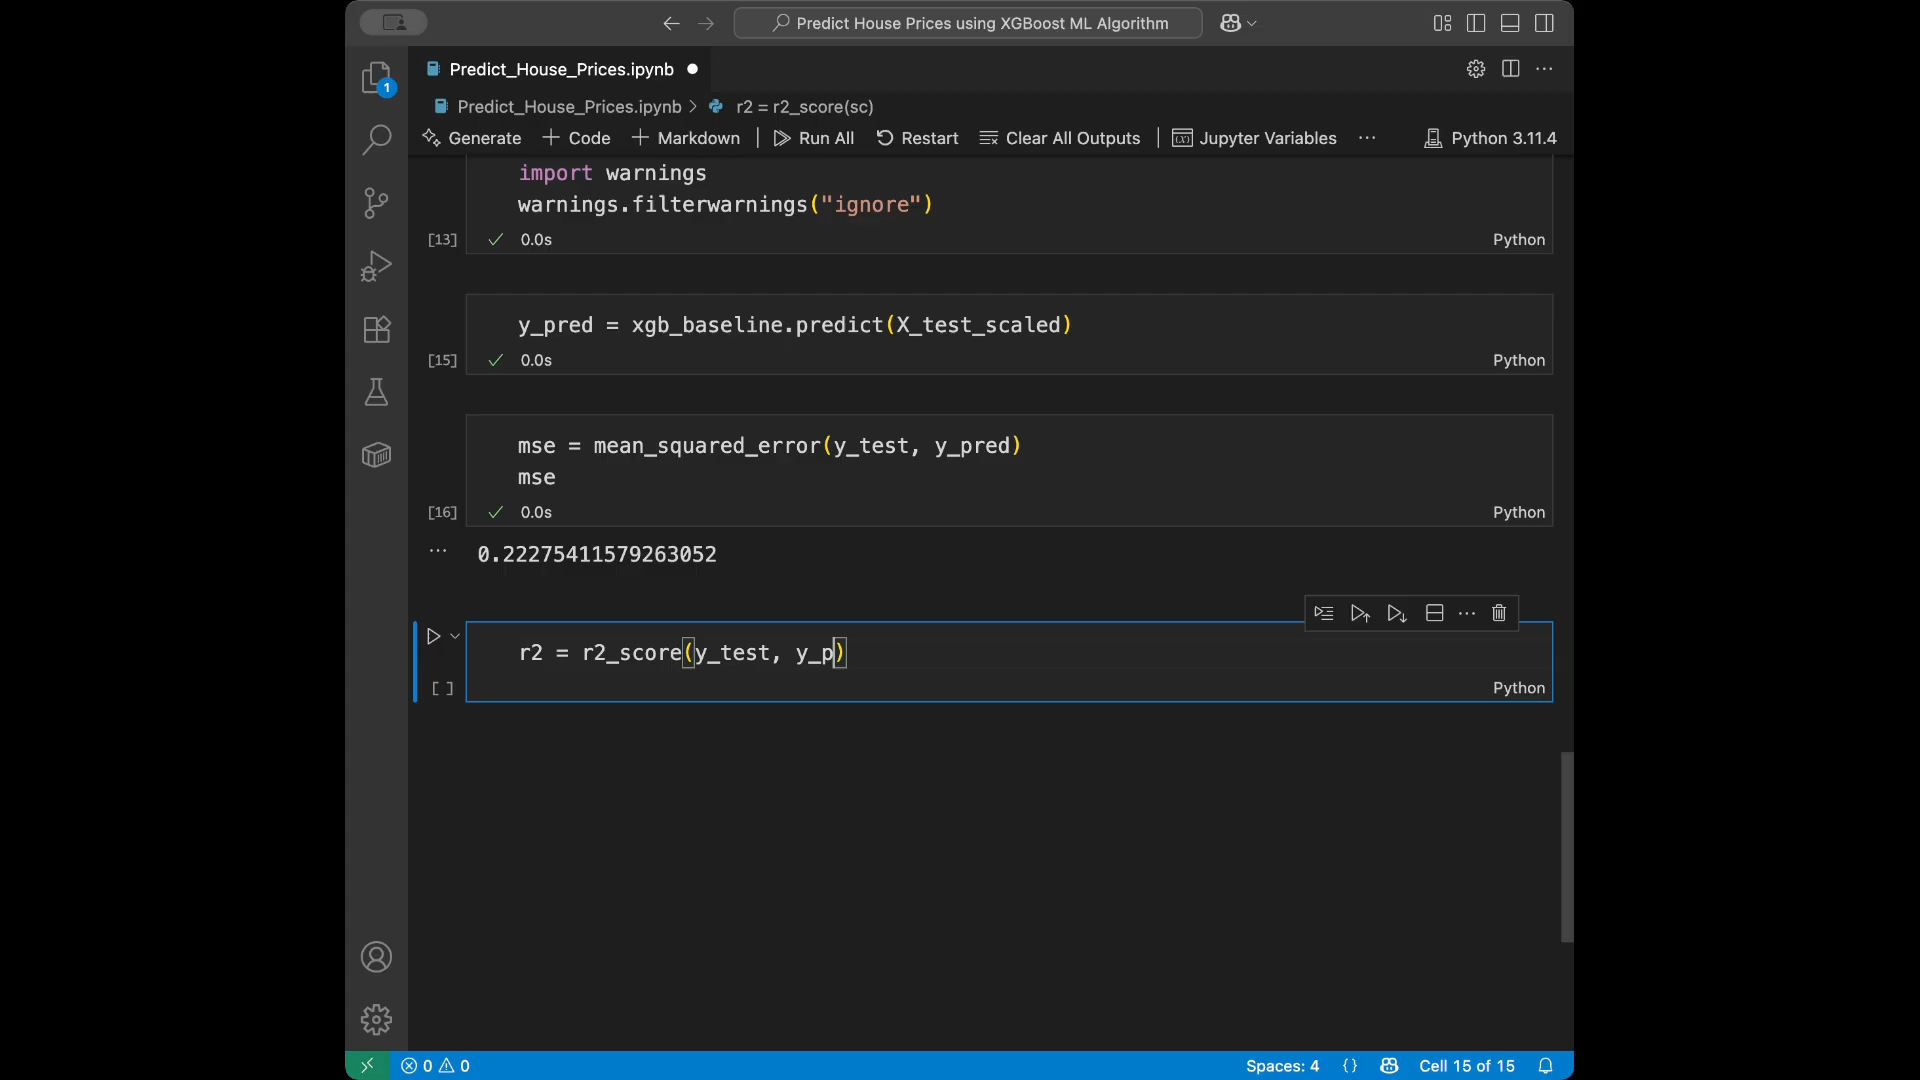 Predict House Prices using XGBoost ML Algorithm
1
Predict_House_Prices.ipynb
Predict_House_Prices.ipynb > r2 = r2_score(sc)
Generate + Code + Markdown | Run All Restart Clear All Outputs | Jupyter Variables ... Python 3.11.4
import warnings
warnings.filterwarnings("ignore")
[13] 0.0s Python
y_pred = xgb_baseline.predict(X_test_scaled)
[15] 0.0s Python
mse = mean_squared_error(y_test, y_pred)
mse
[16] 0.0s Python
... 0.22275411579263052
r2 = r2_score(y_test, y_p)
[ ] Python
0 0 Spaces: 4 {} Cell 15 of 15